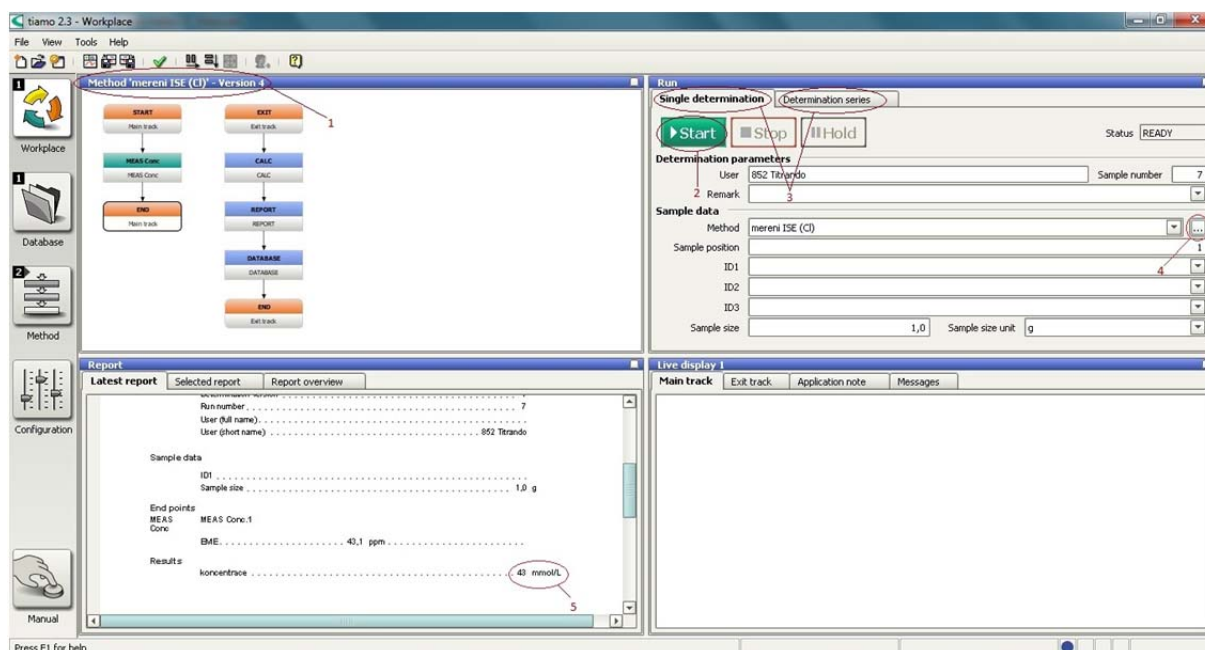 tiamo 2.3 - Workplace
File View Tools Help
1
Workplace
1
Database
2
Method
Configuration
Manual
Method 'mereni ISE (Cl)' - Version 4
1
START
Main track
MEAS Conc
MEAS Conc
END
Main track
EXIT
Exit track
CALC
CALC
REPORT
REPORT
DATABASE
DATABASE
END
Exit track
Run
Single determination Determination series
Start Stop Hold
Status READY
2
3
Determination parameters
User 852 Titrando Sample number 7
Remark
Sample data
Method mereni ISE (Cl) ...
Sample position 1
4
ID1
ID2
ID3
Sample size 1,0 Sample size unit g
Report
Latest report Selected report Report overview
Run number 7
User (full name)
User (short name) 852 Titrando
Sample data
ID1
Sample size 1,0 g
End points
MEAS Conc MEAS Conc.1
EME 43,1 ppm
Results
koncentrace 43 mmol/L
5
Live display 1
Main track Exit track Application note Messages
Press F1 for help